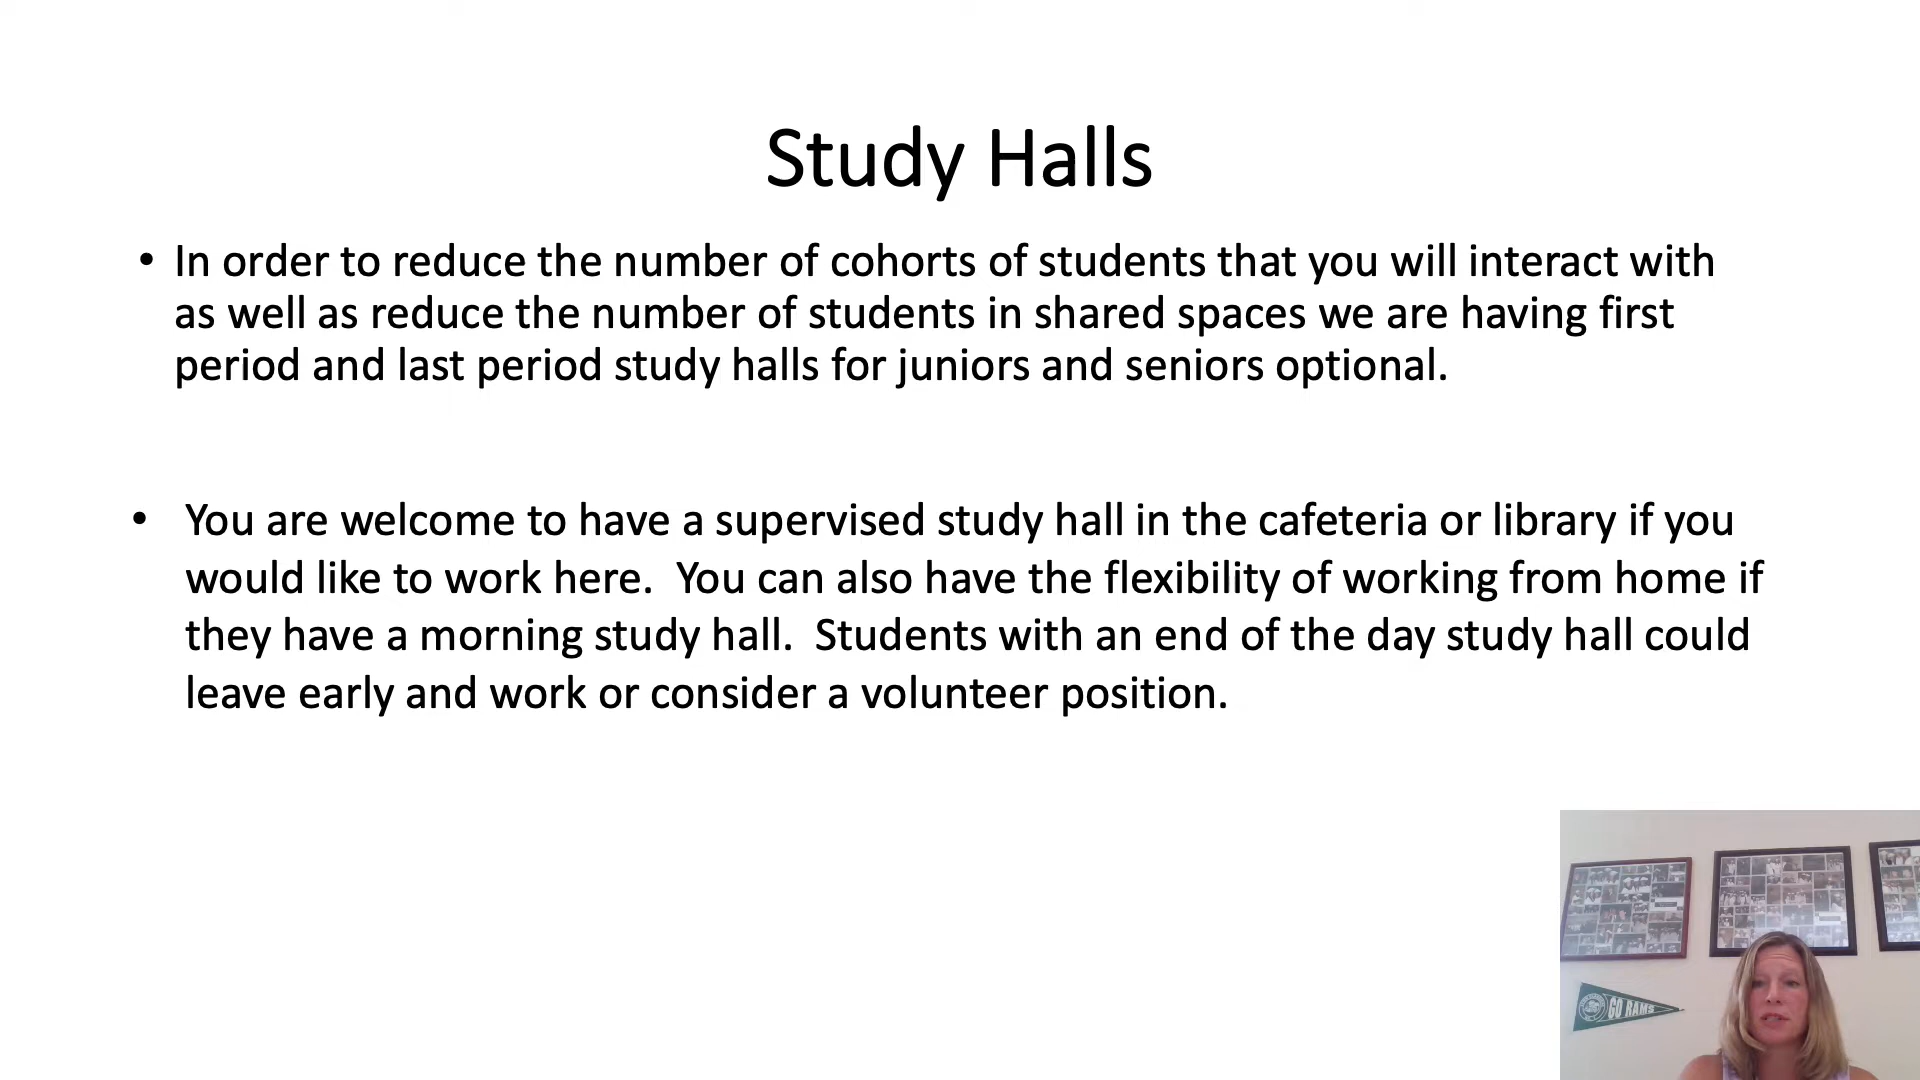 Study Halls
• In order to reduce the number of cohorts of students that you will interact with
as well as reduce the number of students in shared spaces we are having first
period and last period study halls for juniors and seniors optional.
• You are welcome to have a supervised study hall in the cafeteria or library if you
would like to work here.  You can also have the flexibility of working from home if
they have a morning study hall.  Students with an end of the day study hall could
leave early and work or consider a volunteer position.
GO RAMS